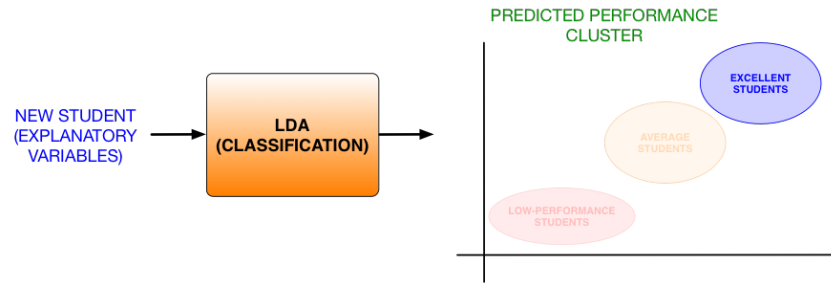 PREDICTED PERFORMANCE
CLUSTER
NEW STUDENT
(EXPLANATORY
VARIABLES)
LDA
(CLASSIFICATION)
EXCELLENT
STUDENTS
AVERAGE
STUDENTS
LOW-PERFORMANCE
STUDENTS